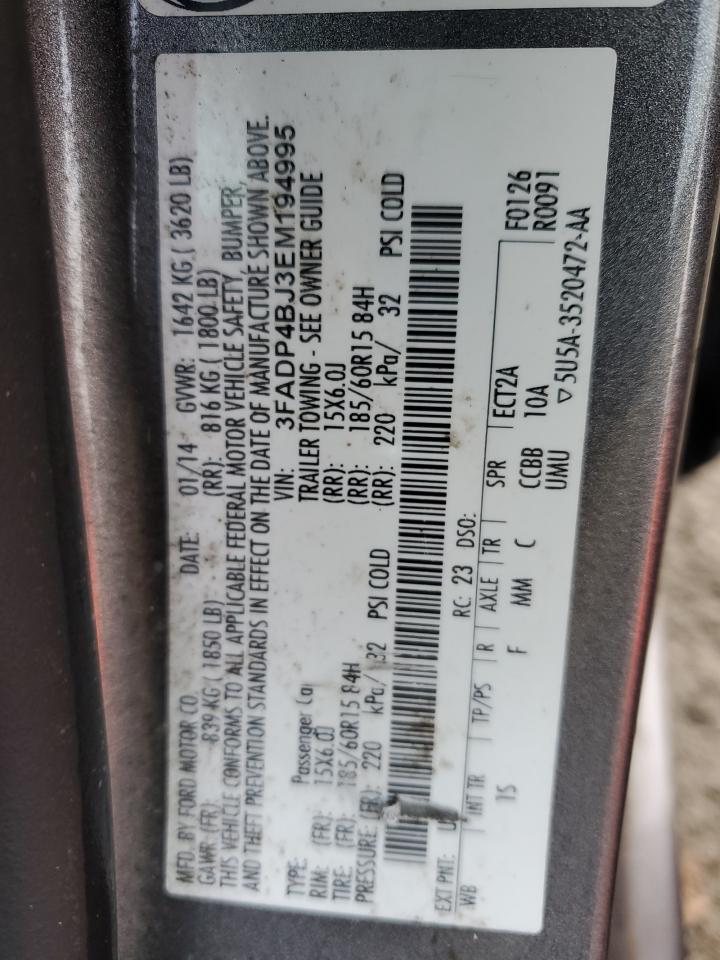 MFD. BY FORD MOTOR CO. DATE: 01/14 GVWR: 1642 KG ( 3620 LB)
GAWR: (FR): 839 KG ( 1850 LB) (RR): 816 KG ( 1800 LB)
THIS VEHICLE CONFORMS TO ALL APPLICABLE FEDERAL MOTOR VEHICLE SAFETY, BUMPER,
AND THEFT PREVENTION STANDARDS IN EFFECT ON THE DATE OF MANUFACTURE SHOWN ABOVE.
VIN: 3FADP4BJ3EM194995
TYPE: Passenger Car TRAILER TOWING - SEE OWNER GUIDE
RIM: (FR): 15X6.0J (RR): 15X6.0J
TIRE: (FR): 185/60R15 84H (RR): 185/60R15 84H
PRESSURE: (FR): 220 kPa/ 32 PSI COLD (RR): 220 kPa/ 32 PSI COLD
EXT PNT: RC: 23 DSO:
WB INT TR TP/PS R AXLE TR SPR ECT2A F0126
15 F MM C CCBB 10A R0091
UMU
▽5U5A-3520472-AA